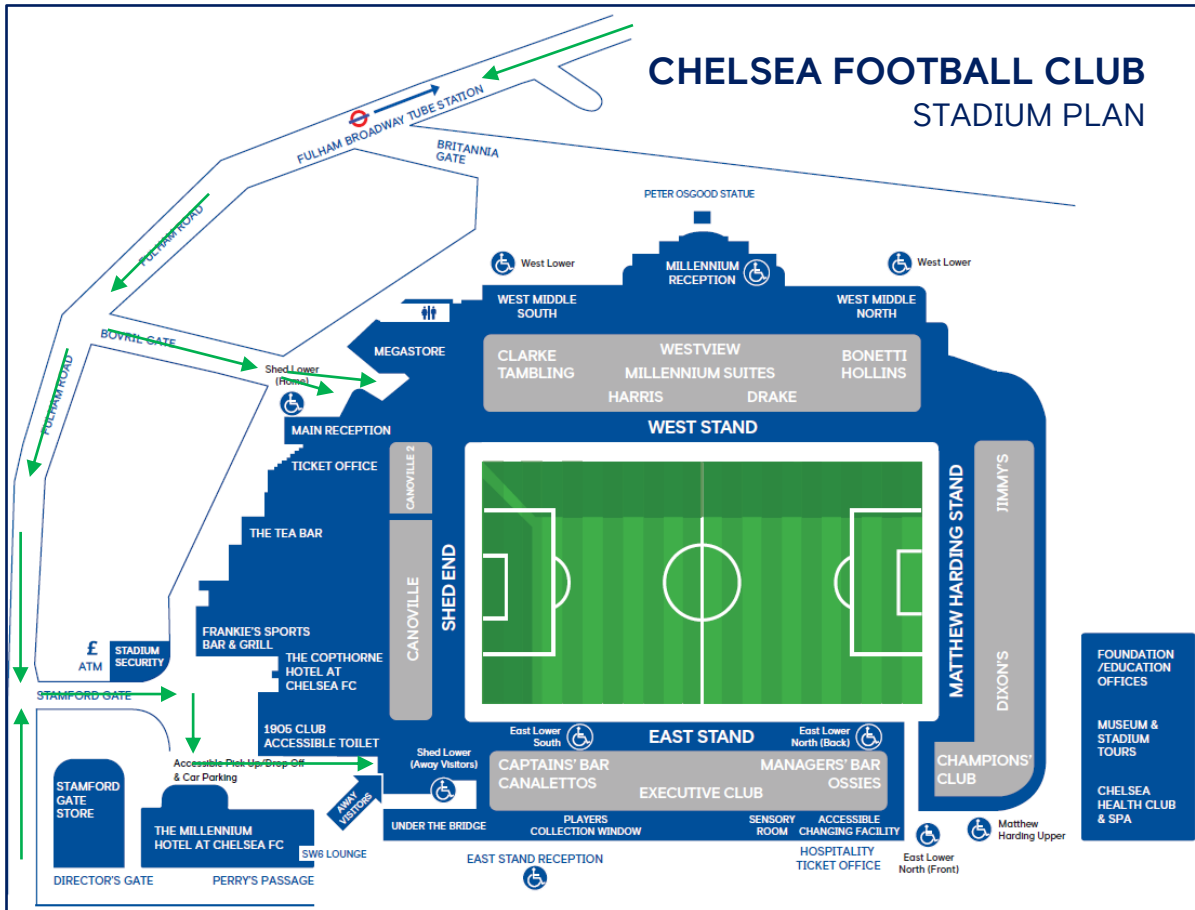 CHELSEA FOOTBALL CLUB
STADIUM PLAN
FULHAM BROADWAY TUBE STATION
BRITANNIA
GATE
PETER OSGOOD STATUE
FULHAM ROAD
West Lower
MILLENNIUM
RECEPTION
West Lower
WEST MIDDLE
SOUTH
WEST MIDDLE
NORTH
BOVRIL GATE
MEGASTORE
CLARKE
TAMBLING
WESTVIEW
MILLENNIUM SUITES
HARRIS
DRAKE
BONETTI
HOLLINS
Shed Lower
(Home)
FULHAM ROAD
MAIN RECEPTION
WEST STAND
TICKET OFFICE
CANOVILLE 2
JIMMY'S
THE TEA BAR
SHED END
MATTHEW HARDING STAND
CANOVILLE
FRANKIE'S SPORTS
BAR & GRILL
£
ATM
STADIUM
SECURITY
THE COPTHORNE
HOTEL AT
CHELSEA FC
DIXON'S
FOUNDATION
/EDUCATION
OFFICES
MUSEUM &
STADIUM
TOURS
CHELSEA
HEALTH CLUB
& SPA
STAMFORD GATE
1905 CLUB
ACCESSIBLE TOILET
East Lower
South
EAST STAND
East Lower
North (Back)
Accessible Pick Up/Drop Off
& Car Parking
Shed Lower
(Away Visitors)
CAPTAINS' BAR
CANALETTOS
EXECUTIVE CLUB
MANAGERS' BAR
OSSIES
CHAMPIONS'
CLUB
STAMFORD
GATE
STORE
AWAY
VISITORS
THE MILLENNIUM
HOTEL AT CHELSEA FC
UNDER THE BRIDGE
PLAYERS
COLLECTION WINDOW
SENSORY
ROOM
ACCESSIBLE
CHANGING FACILITY
Matthew
Harding Upper
SW6 LOUNGE
EAST STAND RECEPTION
HOSPITALITY
TICKET OFFICE
East Lower
North (Front)
DIRECTOR'S GATE
PERRY'S PASSAGE